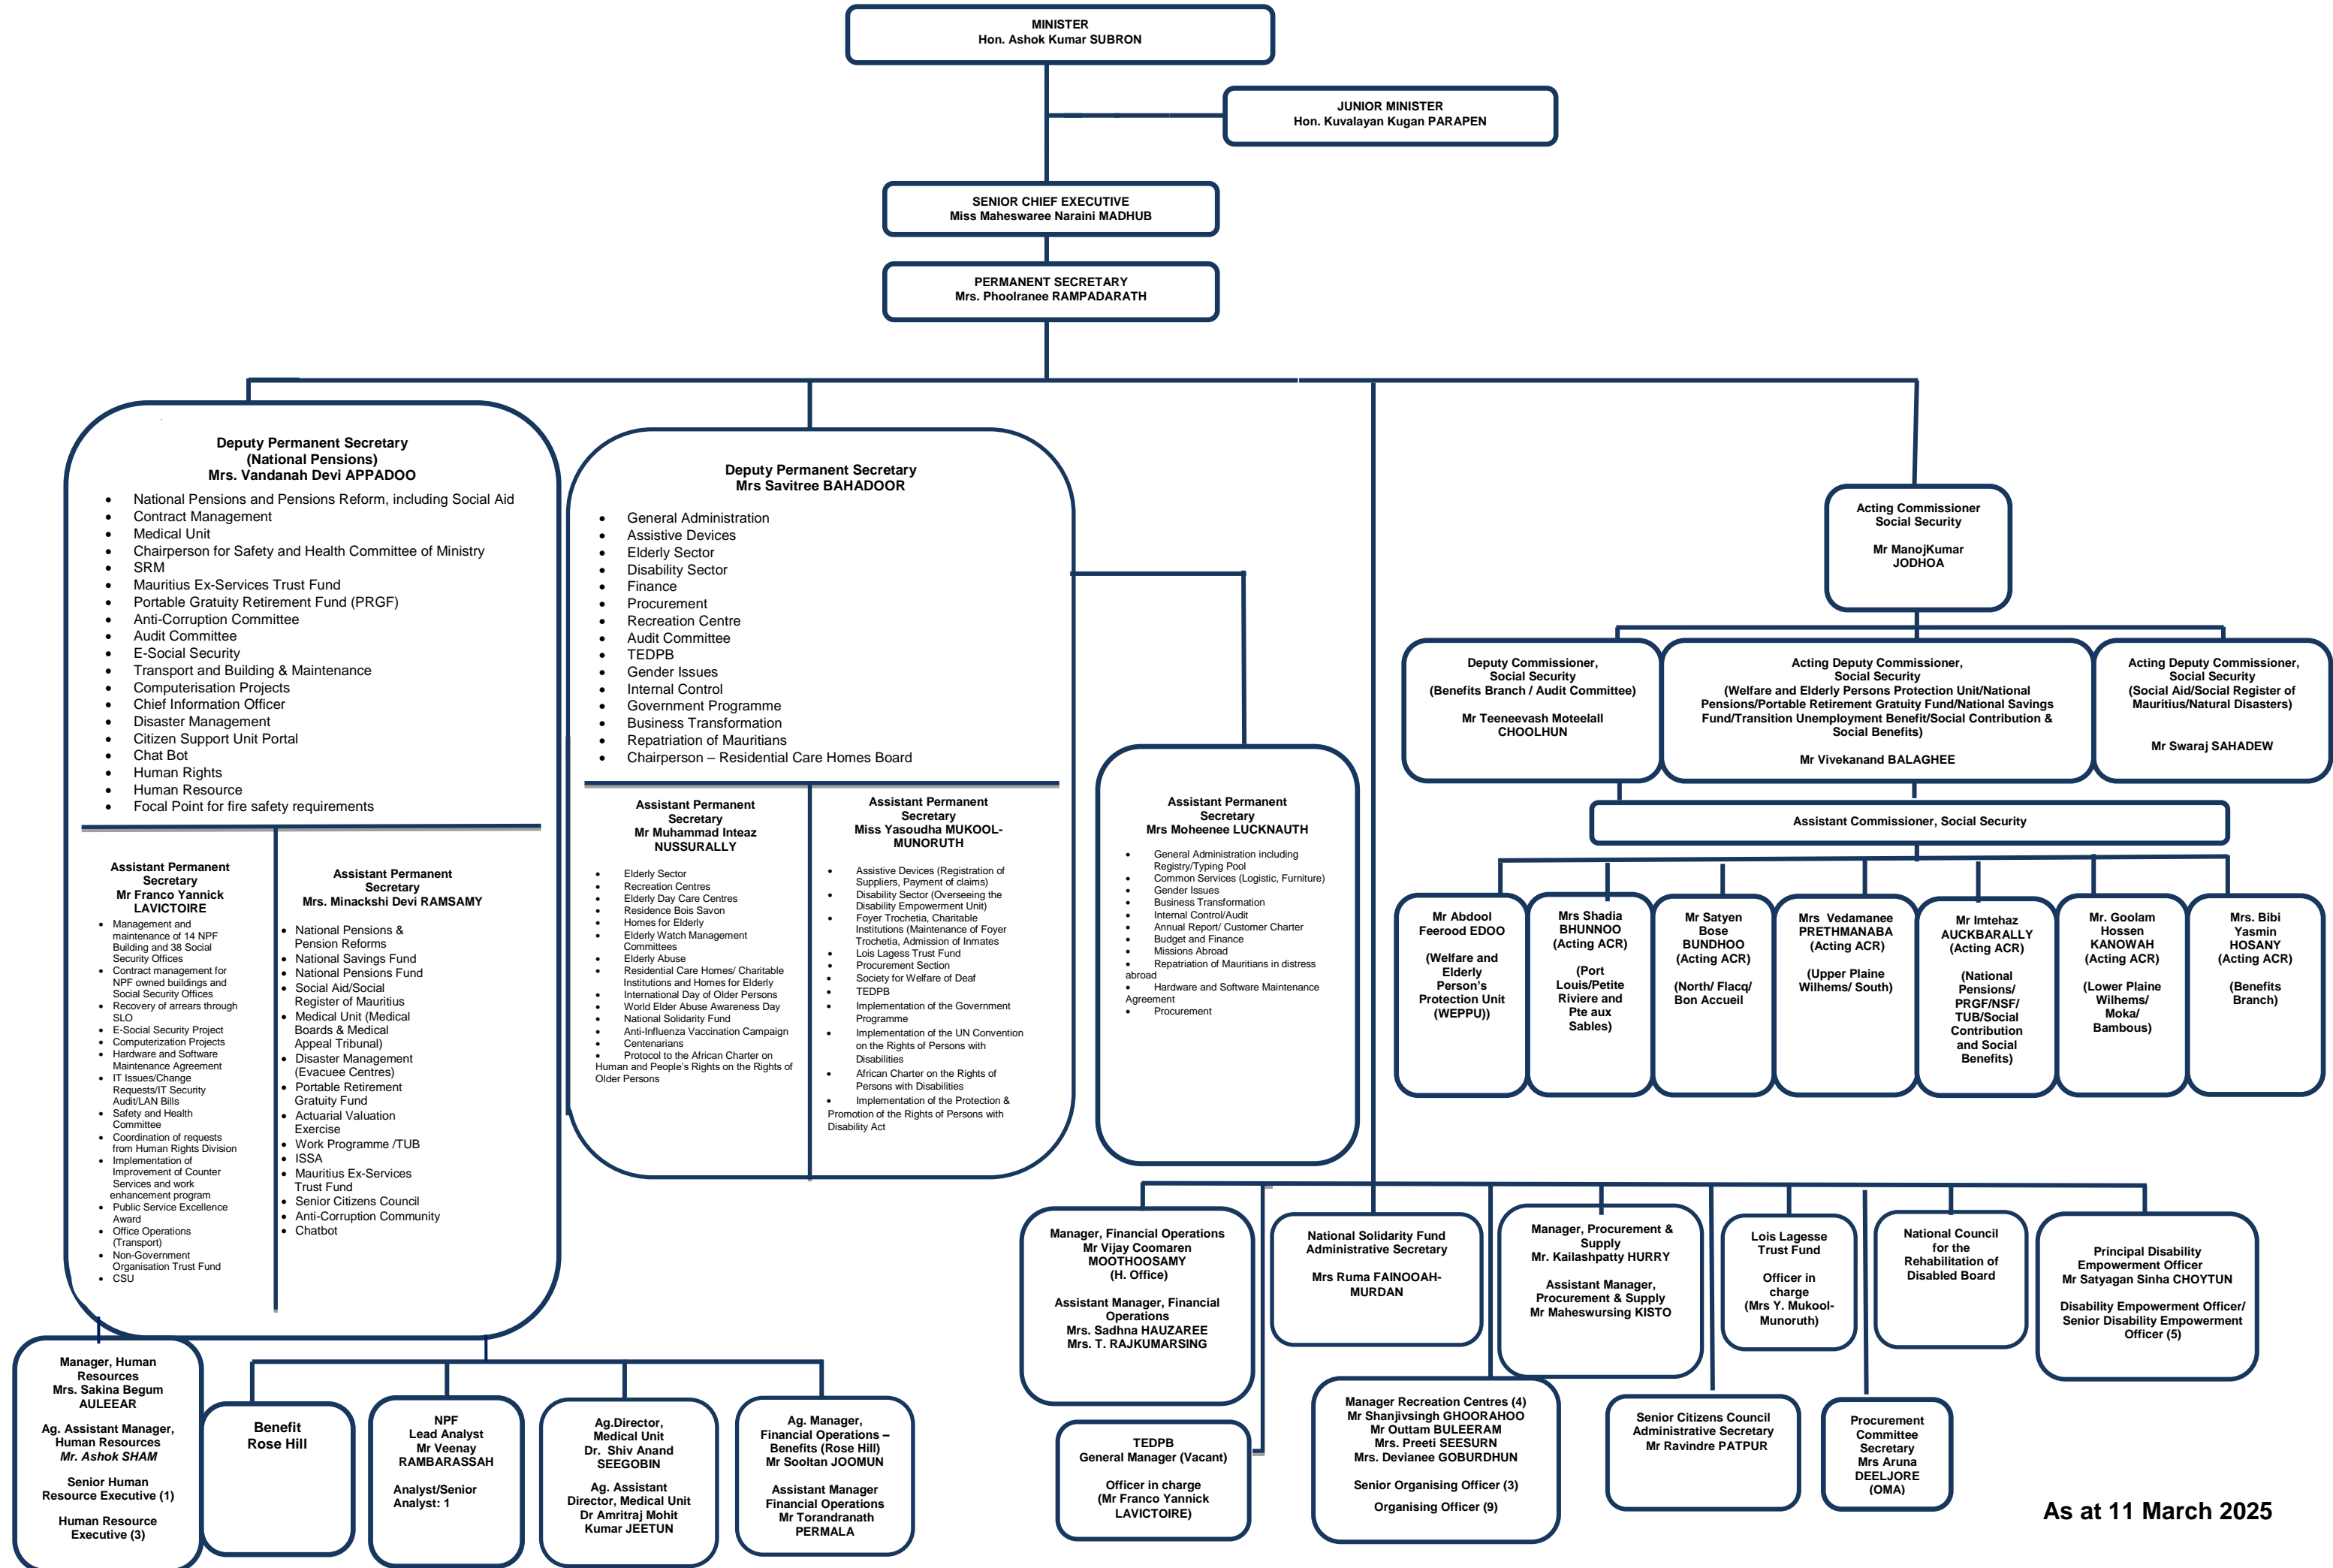 MINISTER
Hon. Ashok Kumar SUBRON
JUNIOR MINISTER
Hon. Kuvalayan Kugan PARAPEN
SENIOR CHIEF EXECUTIVE
Miss Maheswaree Naraini MADHUB
PERMANENT SECRETARY
Mrs. Phoolranee RAMPADARATH
Deputy Permanent Secretary
(National Pensions)
Mrs. Vandanah Devi APPADOO
• National Pensions and Pensions Reform, including Social Aid
• Contract Management
• Medical Unit
• Chairperson for Safety and Health Committee of Ministry
• SRM
• Mauritius Ex-Services Trust Fund
• Portable Gratuity Retirement Fund (PRGF)
• Anti-Corruption Committee
• Audit Committee
• E-Social Security
• Transport and Building & Maintenance
• Computerisation Projects
• Chief Information Officer
• Disaster Management
• Citizen Support Unit Portal
• Chat Bot
• Human Rights
• Human Resource
• Focal Point for fire safety requirements
Assistant Permanent
Secretary
Mr Franco Yannick
LAVICTOIRE
• Management and
maintenance of 14 NPF
Building and 38 Social
Security Offices
• Contract management for
NPF owned buildings and
Social Security Offices
• Recovery of arrears through
SLO
• E-Social Security Project
• Computerization Projects
• Hardware and Software
Maintenance Agreement
• IT Issues/Change
Requests/IT Security
Audit/LAN Bills
• Safety and Health
Committee
• Coordination of requests
from Human Rights Division
• Implementation of
Improvement of Counter
Services and work
enhancement program
• Public Service Excellence
Award
• Office Operations
(Transport)
• Non-Government
Organisation Trust Fund
• CSU
Assistant Permanent
Secretary
Mrs. Minackshi Devi RAMSAMY
• National Pensions &
Pension Reforms
• National Savings Fund
• National Pensions Fund
• Social Aid/Social
Register of Mauritius
• Medical Unit (Medical
Boards & Medical
Appeal Tribunal)
• Disaster Management
(Evacuee Centres)
• Portable Retirement
Gratuity Fund
• Actuarial Valuation
Exercise
• Work Programme /TUB
• ISSA
• Mauritius Ex-Services
Trust Fund
• Senior Citizens Council
• Anti-Corruption Community
• Chatbot
Deputy Permanent Secretary
Mrs Savitree BAHADOOR
• General Administration
• Assistive Devices
• Elderly Sector
• Disability Sector
• Finance
• Procurement
• Recreation Centre
• Audit Committee
• TEDPB
• Gender Issues
• Internal Control
• Government Programme
• Business Transformation
• Repatriation of Mauritians
• Chairperson – Residential Care Homes Board
Assistant Permanent
Secretary
Mr Muhammad Inteaz
NUSSURALLY
• Elderly Sector
• Recreation Centres
• Elderly Day Care Centres
• Residence Bois Savon
• Homes for Elderly
• Elderly Watch Management
Committees
• Elderly Abuse
• Residential Care Homes/ Charitable
Institutions and Homes for Elderly
• International Day of Older Persons
• World Elder Abuse Awareness Day
• National Solidarity Fund
• Anti-Influenza Vaccination Campaign
• Centenarians
• Protocol to the African Charter on
Human and People's Rights on the Rights of
Older Persons
Assistant Permanent
Secretary
Miss Yasoudha MUKOOL-
MUNORUTH
• Assistive Devices (Registration of
Suppliers, Payment of claims)
• Disability Sector (Overseeing the
Disability Empowerment Unit)
• Foyer Trochetia, Charitable
Institutions (Maintenance of Foyer
Trochetia, Admission of Inmates
• Lois Lagess Trust Fund
• Procurement Section
• Society for Welfare of Deaf
• TEDPB
• Implementation of the Government
Programme
• Implementation of the UN Convention
on the Rights of Persons with
Disabilities
• African Charter on the Rights of
Persons with Disabilities
• Implementation of the Protection &
Promotion of the Rights of Persons with
Disability Act
Assistant Permanent
Secretary
Mrs Moheenee LUCKNAUTH
• General Administration including
Registry/Typing Pool
• Common Services (Logistic, Furniture)
• Gender Issues
• Business Transformation
• Internal Control/Audit
• Annual Report/ Customer Charter
• Budget and Finance
• Missions Abroad
• Repatriation of Mauritians in distress
abroad
• Hardware and Software Maintenance
Agreement
• Procurement
Acting Commissioner
Social Security
Mr ManojKumar
JODHOA
Deputy Commissioner,
Social Security
(Benefits Branch / Audit Committee)
Mr Teeneevash Moteelall
CHOOLHUN
Acting Deputy Commissioner,
Social Security
(Welfare and Elderly Persons Protection Unit/National
Pensions/Portable Retirement Gratuity Fund/National Savings
Fund/Transition Unemployment Benefit/Social Contribution &
Social Benefits)
Mr Vivekanand BALAGHEE
Acting Deputy Commissioner,
Social Security
(Social Aid/Social Register of
Mauritius/Natural Disasters)
Mr Swaraj SAHADEW
Assistant Commissioner, Social Security
Mr Abdool
Feerood EDOO
(Welfare and
Elderly
Person's
Protection Unit
(WEPPU))
Mrs Shadia
BHUNNOO
(Acting ACR)
(Port
Louis/Petite
Riviere and
Pte aux
Sables)
Mr Satyen
Bose
BUNDHOO
(Acting ACR)
(North/ Flacq/
Bon Accueil
Mrs Vedamanee
PRETHMANABA
(Acting ACR)
(Upper Plaine
Wilhems/ South)
Mr Imtehaz
AUCKBARALLY
(Acting ACR)
(National
Pensions/
PRGF/NSF/
TUB/Social
Contribution
and Social
Benefits)
Mr. Goolam
Hossen
KANOWAH
(Acting ACR)
(Lower Plaine
Wilhems/
Moka/
Bambous)
Mrs. Bibi
Yasmin
HOSANY
(Acting ACR)
(Benefits
Branch)
Manager, Financial Operations
Mr Vijay Coomaren
MOOTHOOSAMY
(H. Office)
Assistant Manager, Financial
Operations
Mrs. Sadhna HAUZAREE
Mrs. T. RAJKUMARSING
National Solidarity Fund
Administrative Secretary
Mrs Ruma FAINOOAH-
MURDAN
Manager, Procurement &
Supply
Mr. Kailashpatty HURRY
Assistant Manager,
Procurement & Supply
Mr Maheswursing KISTO
Lois Lagesse
Trust Fund
Officer in
charge
(Mrs Y. Mukool-
Munoruth)
National Council
for the
Rehabilitation of
Disabled Board
Principal Disability
Empowerment Officer
Mr Satyagan Sinha CHOYTUN
Disability Empowerment Officer/
Senior Disability Empowerment
Officer (5)
Manager, Human
Resources
Mrs. Sakina Begum
AULEEAR
Ag. Assistant Manager,
Human Resources
Mr. Ashok SHAM
Senior Human
Resource Executive (1)
Human Resource
Executive (3)
Benefit
Rose Hill
NPF
Lead Analyst
Mr Veenay
RAMBARASSAH
Analyst/Senior
Analyst: 1
Ag.Director,
Medical Unit
Dr. Shiv Anand
SEEGOBIN
Ag. Assistant
Director, Medical Unit
Dr Amritraj Mohit
Kumar JEETUN
Ag. Manager,
Financial Operations –
Benefits (Rose Hill)
Mr Sooltan JOOMUN
Assistant Manager
Financial Operations
Mr Torandranath
PERMALA
TEDPB
General Manager (Vacant)
Officer in charge
(Mr Franco Yannick
LAVICTOIRE)
Manager Recreation Centres (4)
Mr Shanjivsingh GHOORAHOO
Mr Outtam BULEERAM
Mrs. Preeti SEESURN
Mrs. Devianee GOBURDHUN
Senior Organising Officer (3)
Organising Officer (9)
Senior Citizens Council
Administrative Secretary
Mr Ravindre PATPUR
Procurement
Committee
Secretary
Mrs Aruna
DEELJORE
(OMA)
As at 11 March 2025